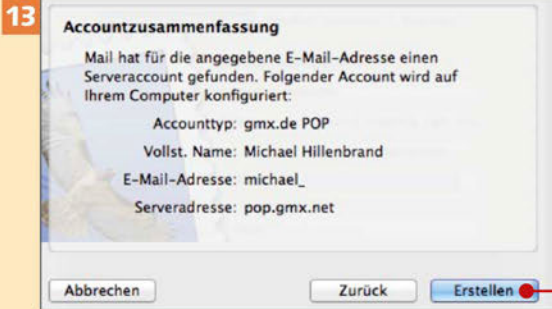 13
Accountzusammenfassung
Mail hat für die angegebene E-Mail-Adresse einen
Serveraccount gefunden. Folgender Account wird auf
Ihrem Computer konfiguriert:
Accounttyp: gmx.de POP
Vollst. Name: Michael Hillenbrand
E-Mail-Adresse: michael_
Serveradresse: pop.gmx.net
Abbrechen Zurück Erstellen